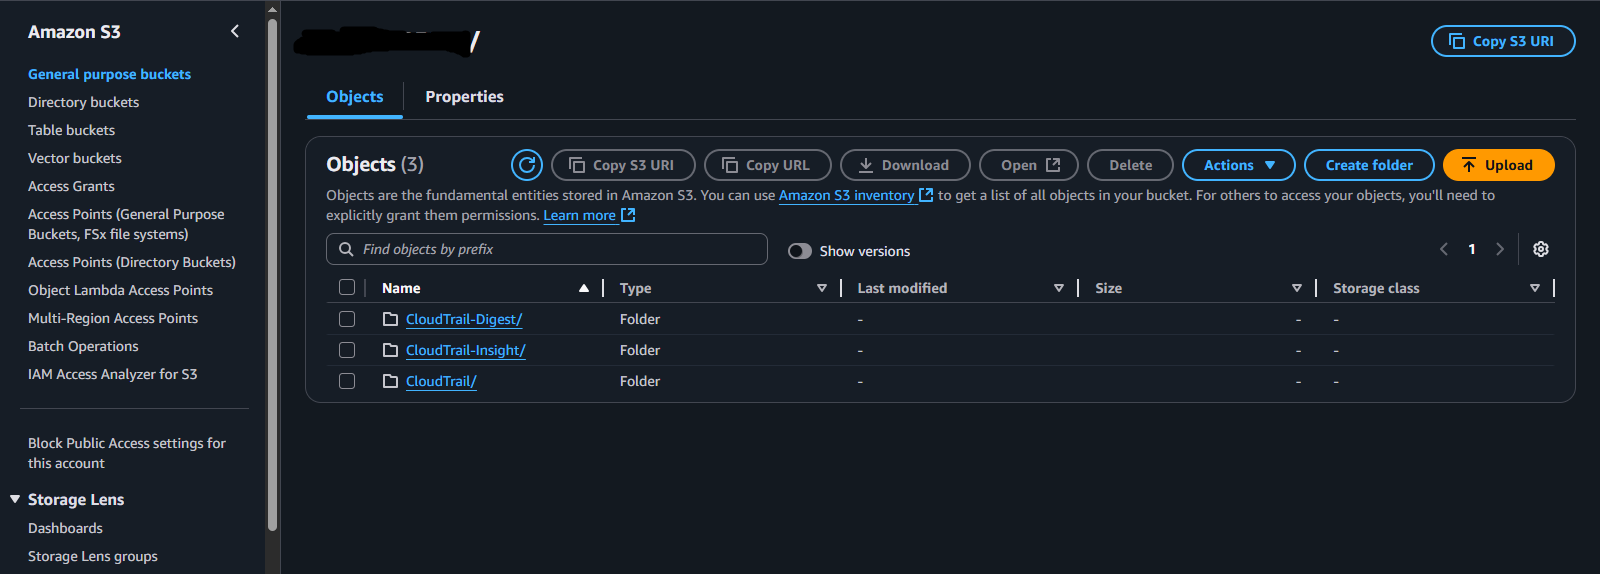 Amazon S3
General purpose buckets
Directory buckets
Table buckets
Vector buckets
Access Grants
Access Points (General Purpose
Buckets, FSx file systems)
Access Points (Directory Buckets)
Object Lambda Access Points
Multi-Region Access Points
Batch Operations
IAM Access Analyzer for S3
Block Public Access settings for
this account
Storage Lens
Dashboards
Storage Lens groups
/
Copy S3 URI
Objects Properties
Objects (3) Copy S3 URI Copy URL Download Open Delete Actions Create folder Upload
Objects are the fundamental entities stored in Amazon S3. You can use Amazon S3 inventory to get a list of all objects in your bucket. For others to access your objects, you'll need to
explicitly grant them permissions. Learn more
Find objects by prefix Show versions 1
Name Type Last modified Size Storage class
CloudTrail-Digest/ Folder - - -
CloudTrail-Insight/ Folder - - -
CloudTrail/ Folder - - -